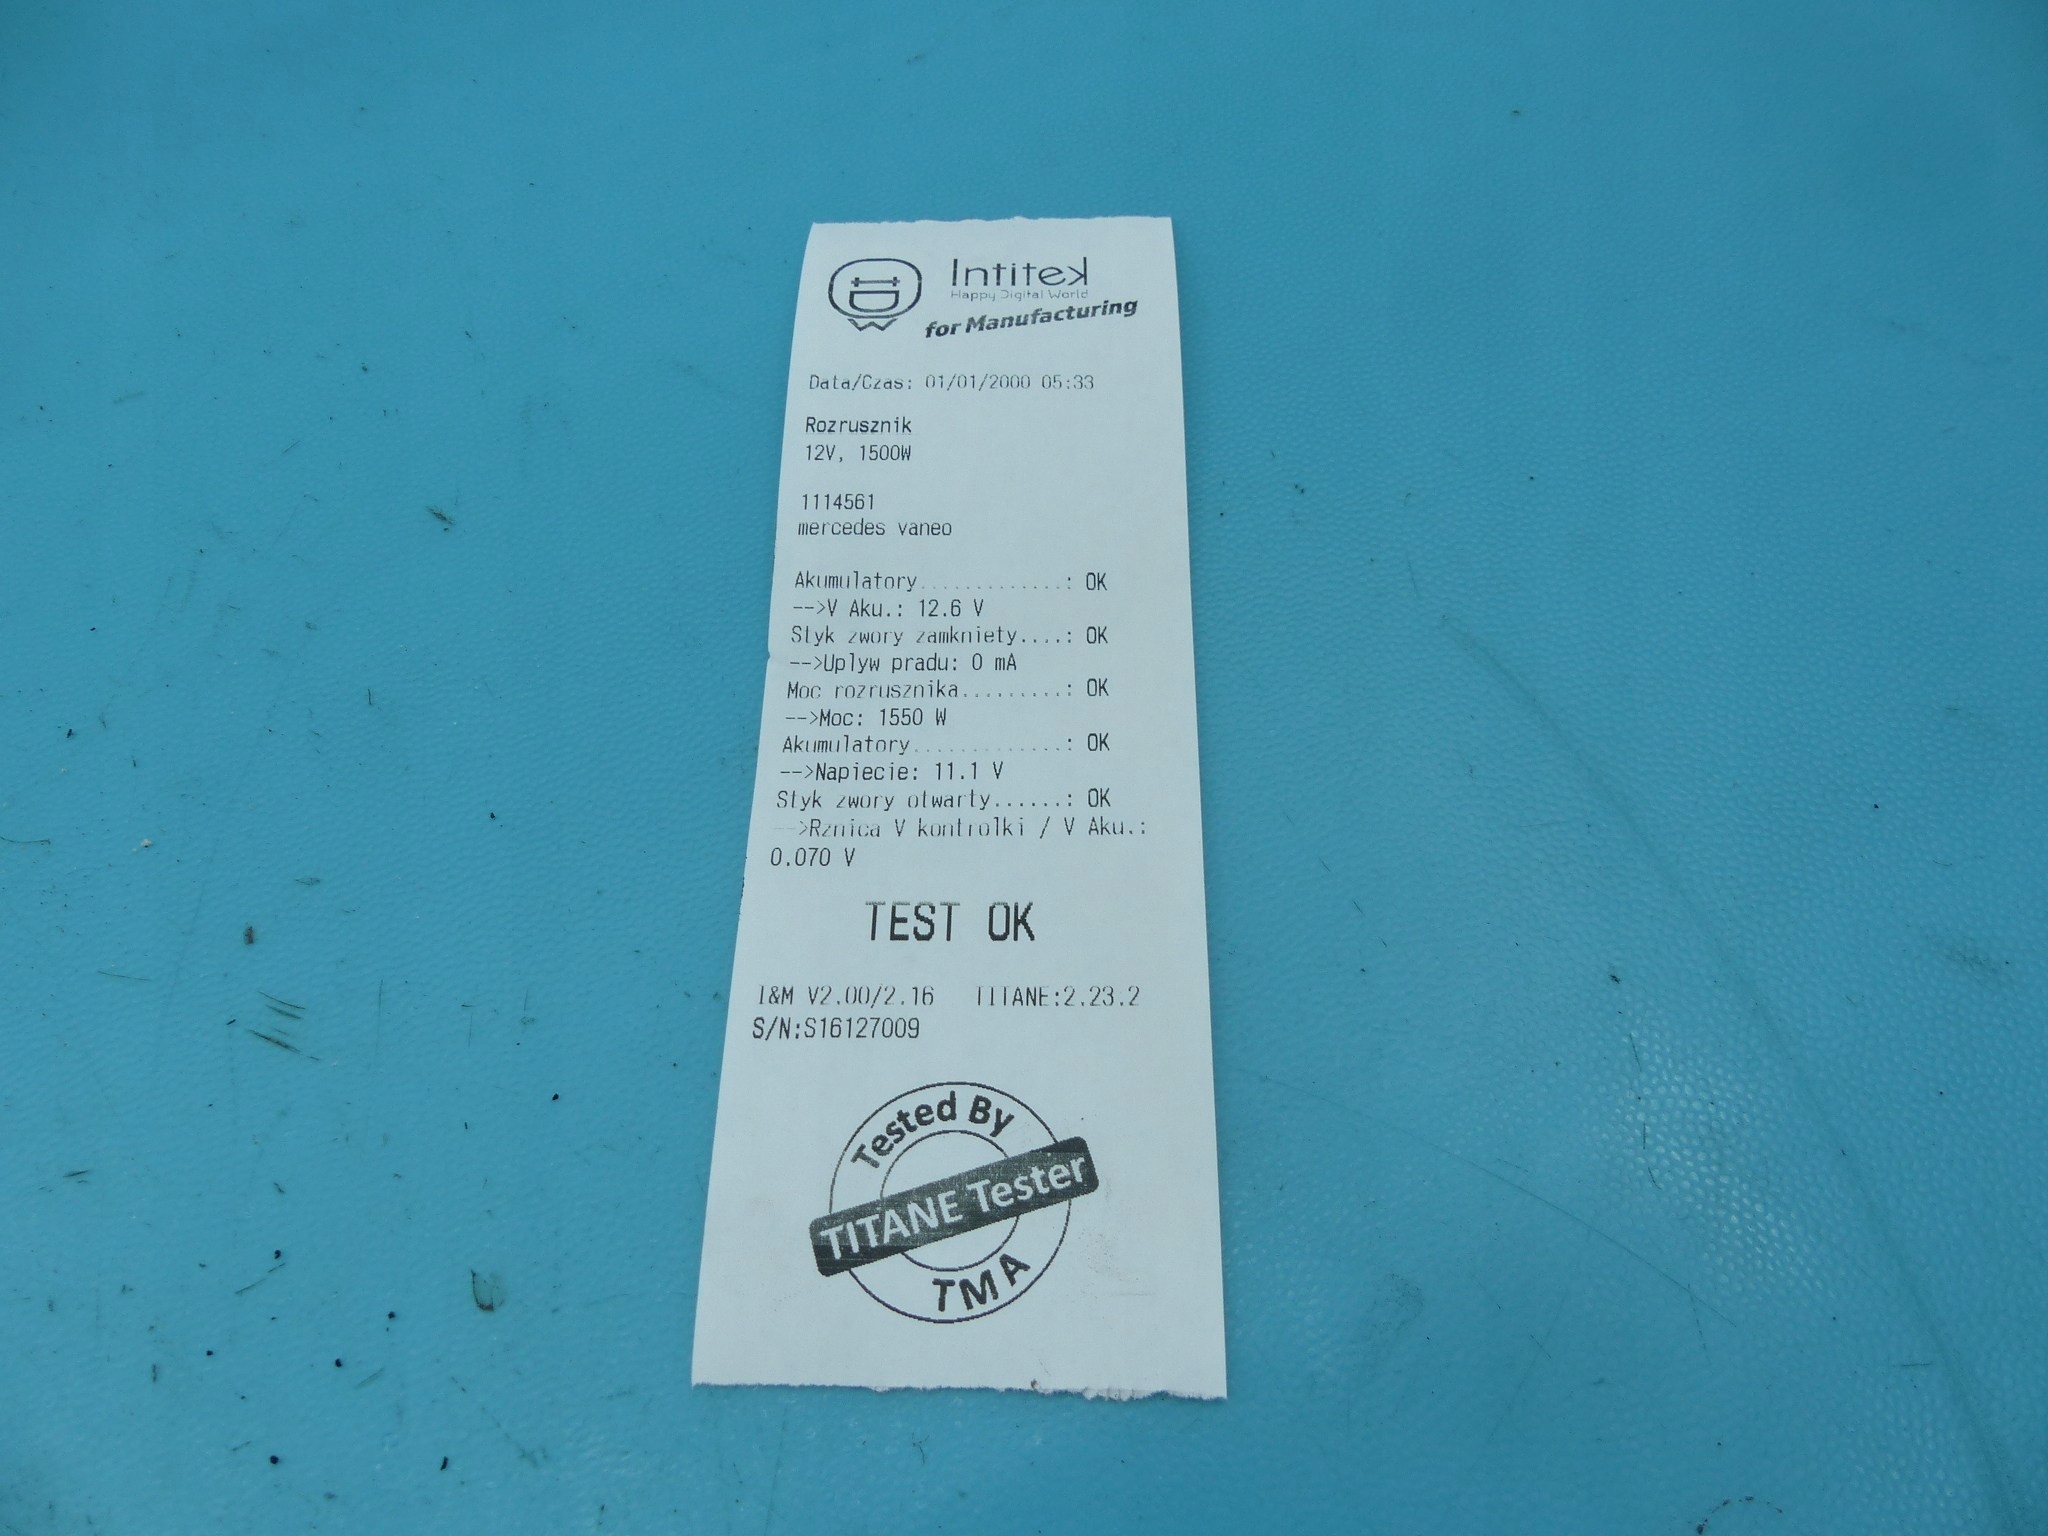 Intitek
Happy Digital World
for Manufacturing
Data/Czas: 01/01/2000 05:33
Rozrusznik
12V, 1500W
1114561
mercedes vaneo
Akumulatory.............: OK
-->V Aku.: 12.6 V
Styk zwory zamkniety....: OK
-->Uplyw pradu: 0 mA
Moc rozrusznika.........: OK
-->Moc: 1550 W
Akumulatory.............: OK
-->Napiecie: 11.1 V
Styk zwory otwarty......: OK
-->Rznica V kontrolki / V Aku.:
0.070 V
TEST OK
I&M V2.00/2.16 TITANE:2.23.2
S/N:S16127009
Tested By
TITANE Tester
TMA